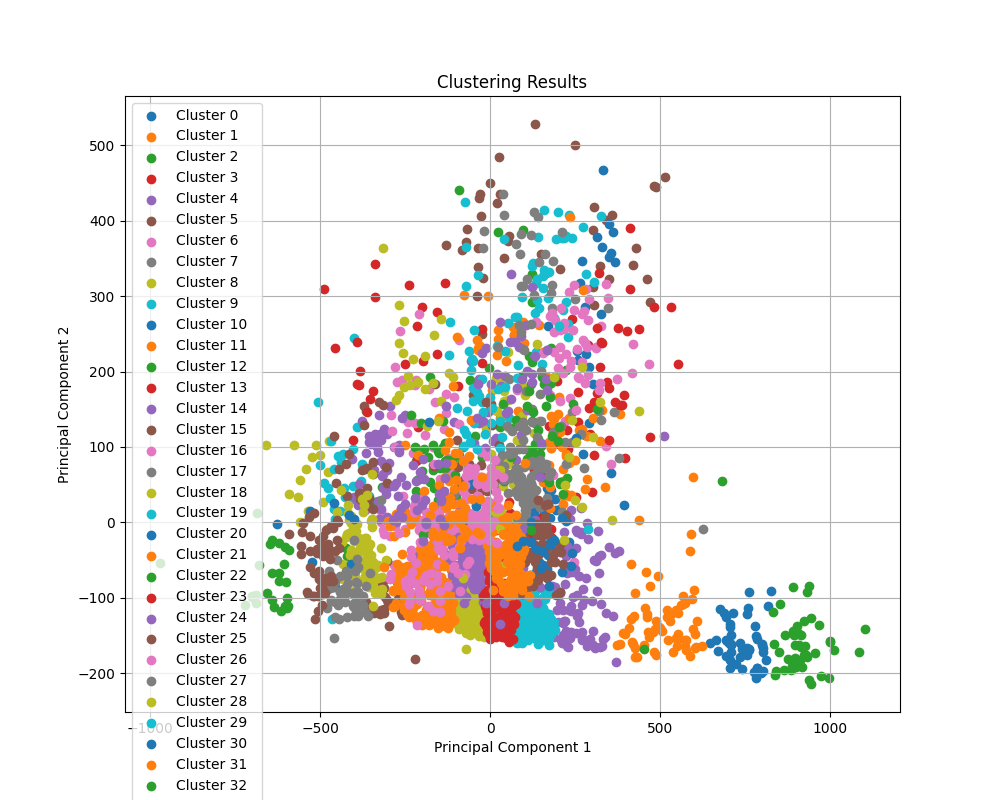 Clustering Results
Cluster 0
Cluster 1
Cluster 2
Cluster 3
Cluster 4
Cluster 5
Cluster 6
Cluster 7
Cluster 8
Cluster 9
Cluster 10
Cluster 11
Cluster 12
Cluster 13
Cluster 14
Cluster 15
Cluster 16
Cluster 17
Cluster 18
Cluster 19
Cluster 20
Cluster 21
Cluster 22
Cluster 23
Cluster 24
Cluster 25
Cluster 26
Cluster 27
Cluster 28
Cluster 29
Cluster 30
Cluster 31
Cluster 32
Principal Component 2
500
400
300
200
100
0
−100
−200
−1000 −500 0 500 1000
Principal Component 1